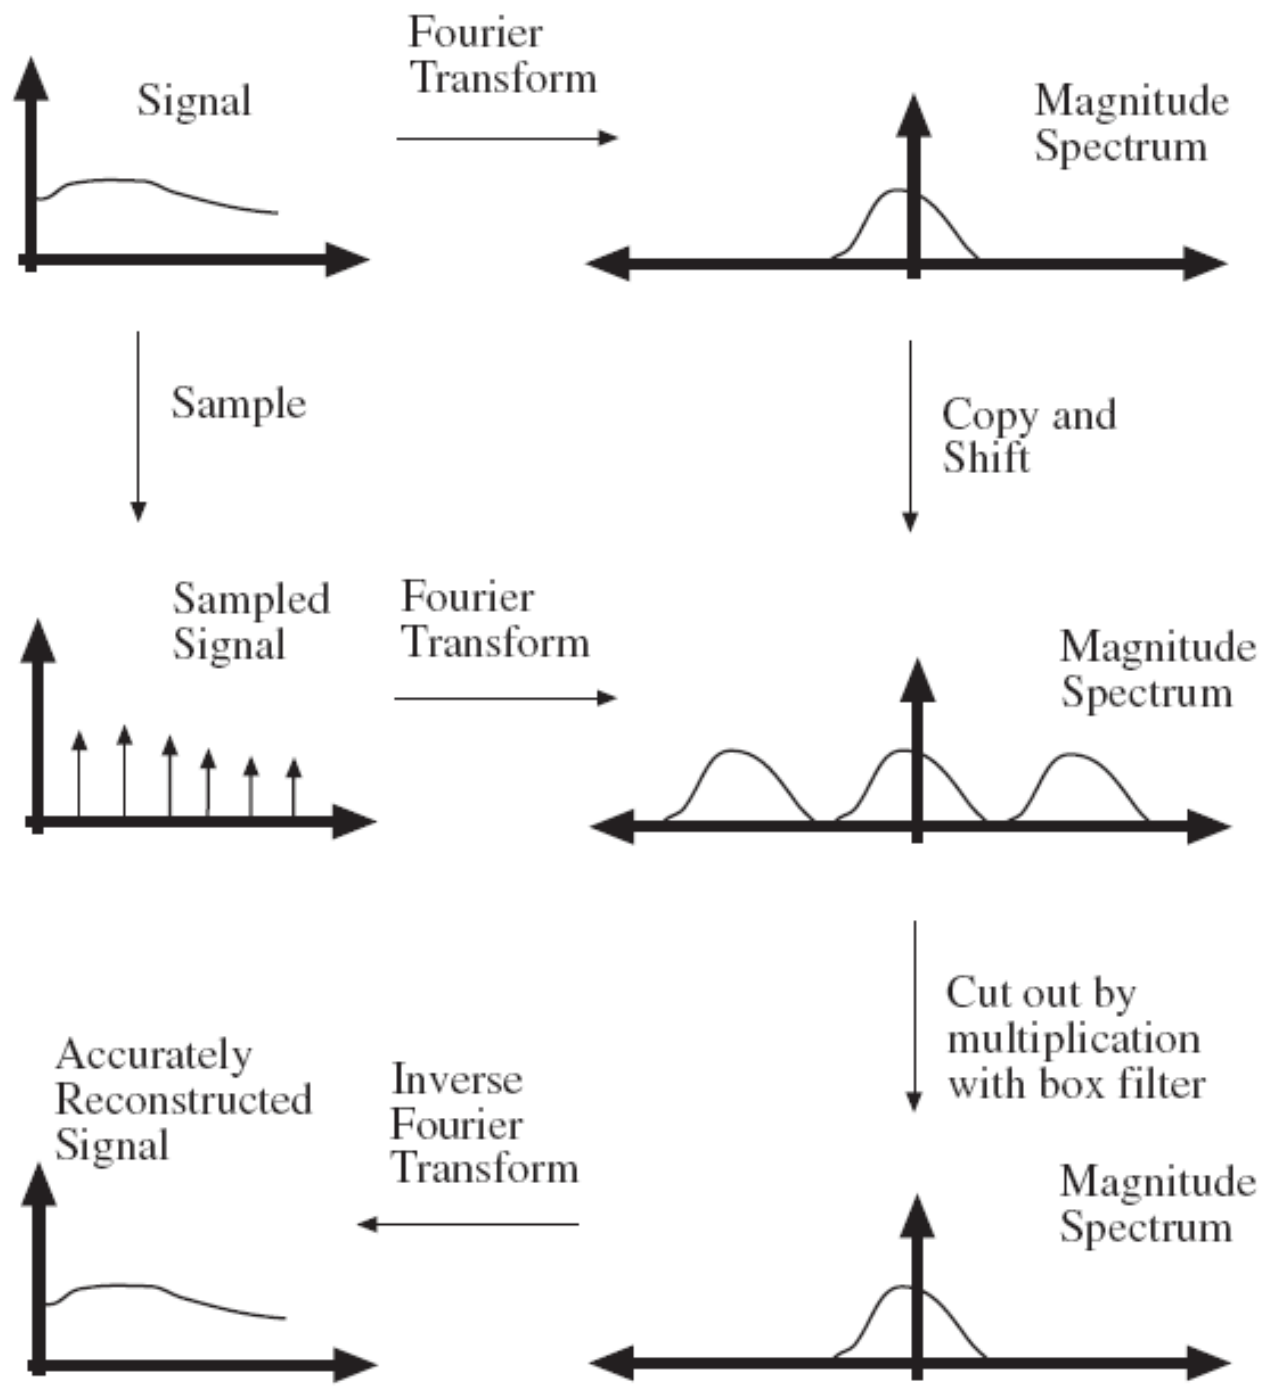 Fourier
Transform
Signal
Magnitude
Spectrum
Sample
Copy and
Shift
Sampled
Signal
Fourier
Transform
Magnitude
Spectrum
Cut out by
multiplication
with box filter
Accurately
Reconstructed
Signal
Inverse
Fourier
Transform
Magnitude
Spectrum